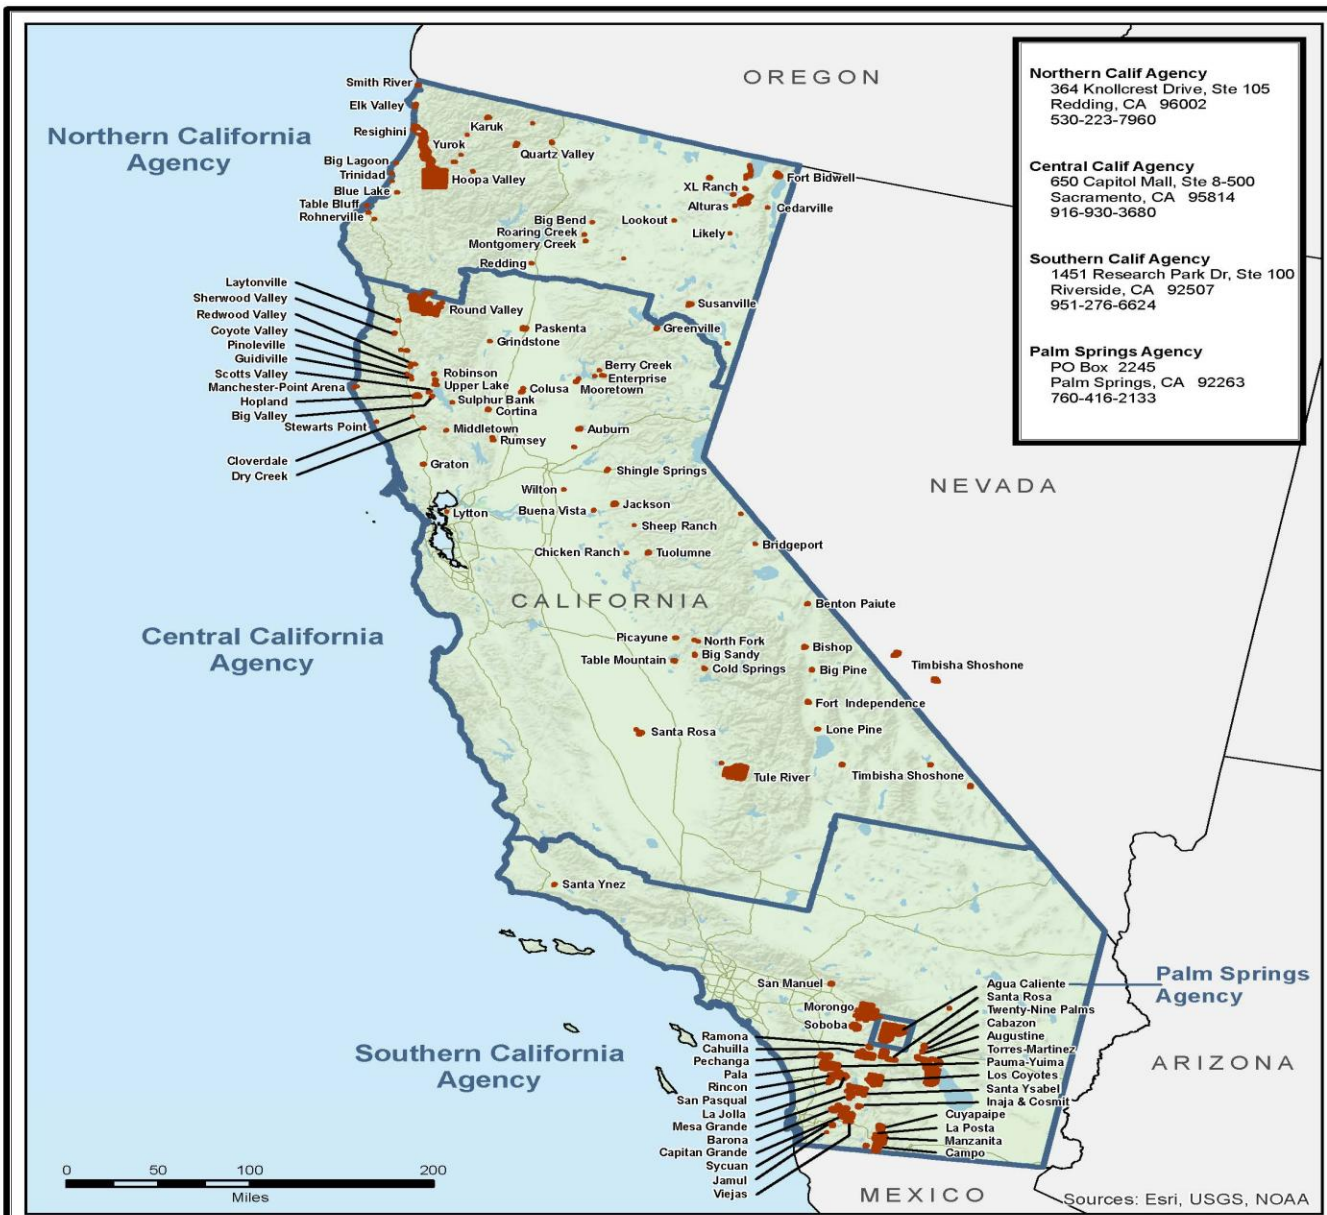 OREGON
Northern Calif Agency
364 Knollcrest Drive, Ste 105
Redding, CA 96002
530-223-7960
Central Calif Agency
650 Capitol Mall, Ste 8-500
Sacramento, CA 95814
916-930-3680
Southern Calif Agency
1451 Research Park Dr, Ste 100
Riverside, CA 92507
951-276-6624
Palm Springs Agency
PO Box 2245
Palm Springs, CA 92263
760-416-2133
Northern California
Agency
Smith River
Elk Valley
Resighini
Karuk
Yurok
Quartz Valley
Big Lagoon
Trinidad
Hoopa Valley
Blue Lake
Table Bluff
Rohnerville
Fort Bidwell
XL Ranch
Alturas
Cedarville
Big Bend
Lookout
Roaring Creek
Likely
Montgomery Creek
Redding
Laytonville
Sherwood Valley
Redwood Valley
Coyote Valley
Pinoleville
Guidiville
Scotts Valley
Manchester-Point Arena
Hopland
Big Valley
Stewarts Point
Cloverdale
Dry Creek
Round Valley
Susanville
Paskenta
Greenville
Grindstone
Berry Creek
Robinson
Enterprise
Upper Lake
Colusa
Mooretown
Sulphur Bank
Cortina
Middletown
Auburn
Rumsey
Graton
Shingle Springs
Wilton
Lytton
Buena Vista
Jackson
Sheep Ranch
Chicken Ranch
Tuolumne
Bridgeport
NEVADA
CALIFORNIA
Benton Paiute
Central California
Agency
Picayune
North Fork
Bishop
Table Mountain
Big Sandy
Timbisha Shoshone
Cold Springs
Big Pine
Fort Independence
Santa Rosa
Lone Pine
Tule River
Timbisha Shoshone
Santa Ynez
Palm Springs
Agency
San Manuel
Morongo
Soboba
Agua Caliente
Santa Rosa
Twenty-Nine Palms
Cabazon
Augustine
Torres-Martinez
Pauma-Yuima
Los Coyotes
Santa Ysabel
Inaja & Cosmit
Cuyapaipe
La Posta
Manzanita
Campo
Southern California
Agency
Ramona
Cahuilla
Pechanga
Pala
Rincon
San Pasqual
La Jolla
Mesa Grande
Barona
Capitan Grande
Sycuan
Jamul
Viejas
ARIZONA
MEXICO
0 50 100 200
Miles
Sources: Esri, USGS, NOAA